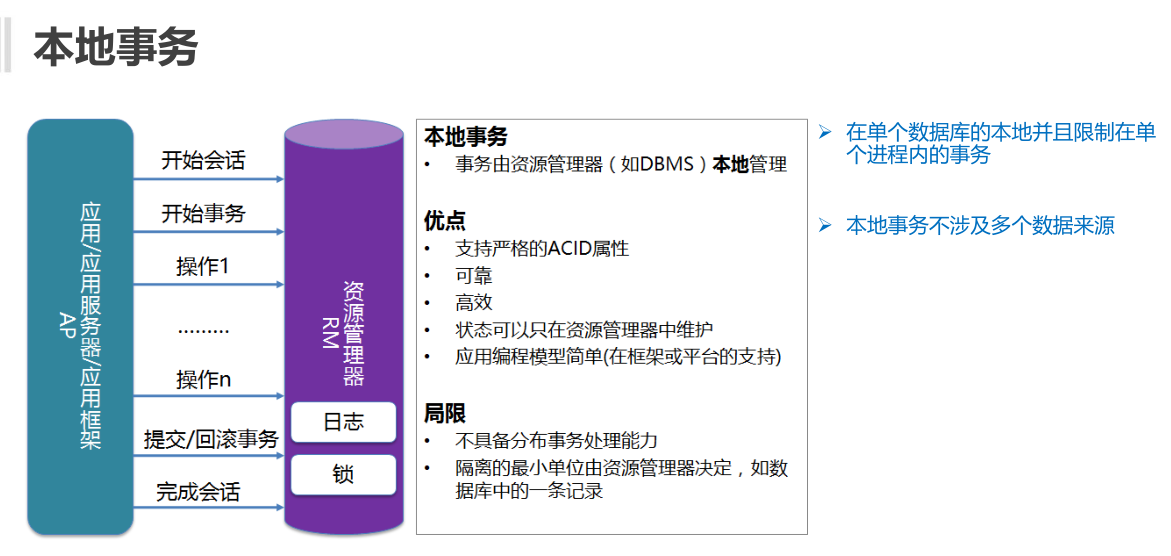 本地事务
应用/应用服务器/应用框架
AP
开始会话
开始事务
操作1
.........
操作n
提交/回滚事务
完成会话
资源管理器
RM
日志
锁
本地事务
• 事务由资源管理器（如DBMS）本地管理
优点
• 支持严格的ACID属性
• 可靠
• 高效
• 状态可以只在资源管理器中维护
• 应用编程模型简单(在框架或平台的支持)
局限
• 不具备分布事务处理能力
• 隔离的最小单位由资源管理器决定，如数
据库中的一条记录
➢ 在单个数据库的本地并且限制在单
个进程内的事务
➢ 本地事务不涉及多个数据来源